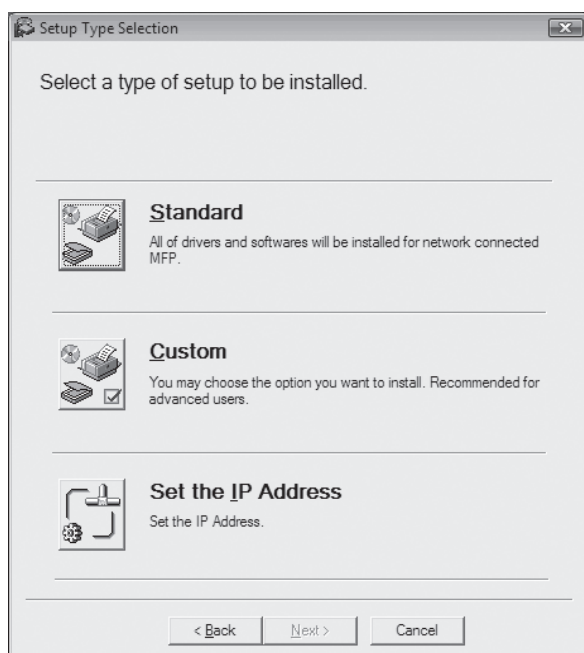 Setup Type Selection
Select a type of setup to be installed.
Standard
All of drivers and softwares will be installed for network connected
MFP.
Custom
You may choose the option you want to install. Recommended for
advanced users.
Set the IP Address
Set the IP Address.
< Back
Next >
Cancel